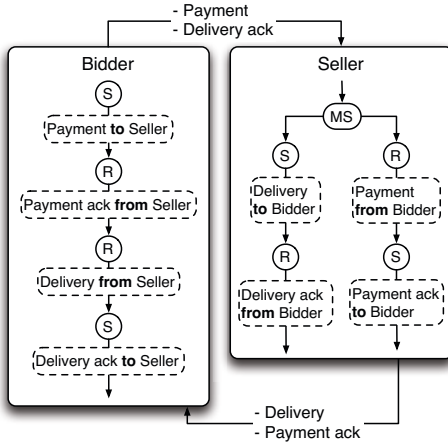 - Payment
- Delivery ack
Bidder
S
Payment to Seller
R
Payment ack from Seller
R
Delivery from Seller
S
Delivery ack to Seller
Seller
MS
S
Delivery
to Bidder
R
Delivery ack
from Bidder
R
Payment
from Bidder
S
Payment ack
to Bidder
- Delivery
- Payment ack